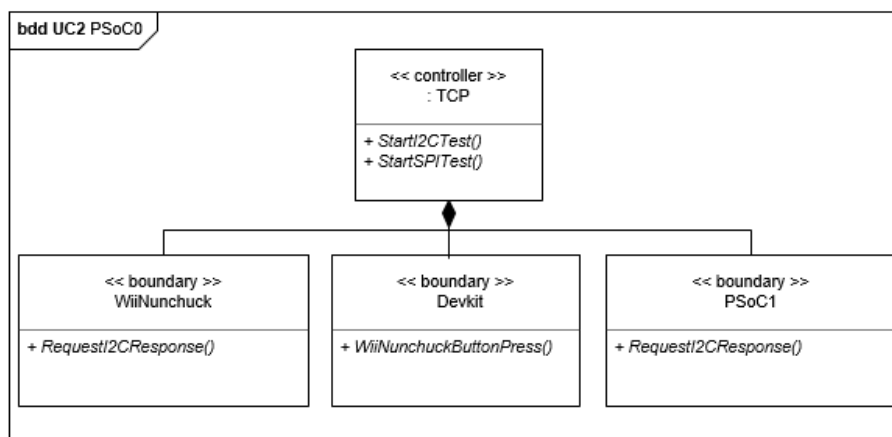 bdd UC2 PSoC0
<< controller >>
: TCP
+ StartI2CTest()
+ StartSPITest()
<< boundary >>
WiiNunchuck
+ RequestI2CResponse()
<< boundary >>
Devkit
+ WiiNunchuckButtonPress()
<< boundary >>
PSoC1
+ RequestI2CResponse()